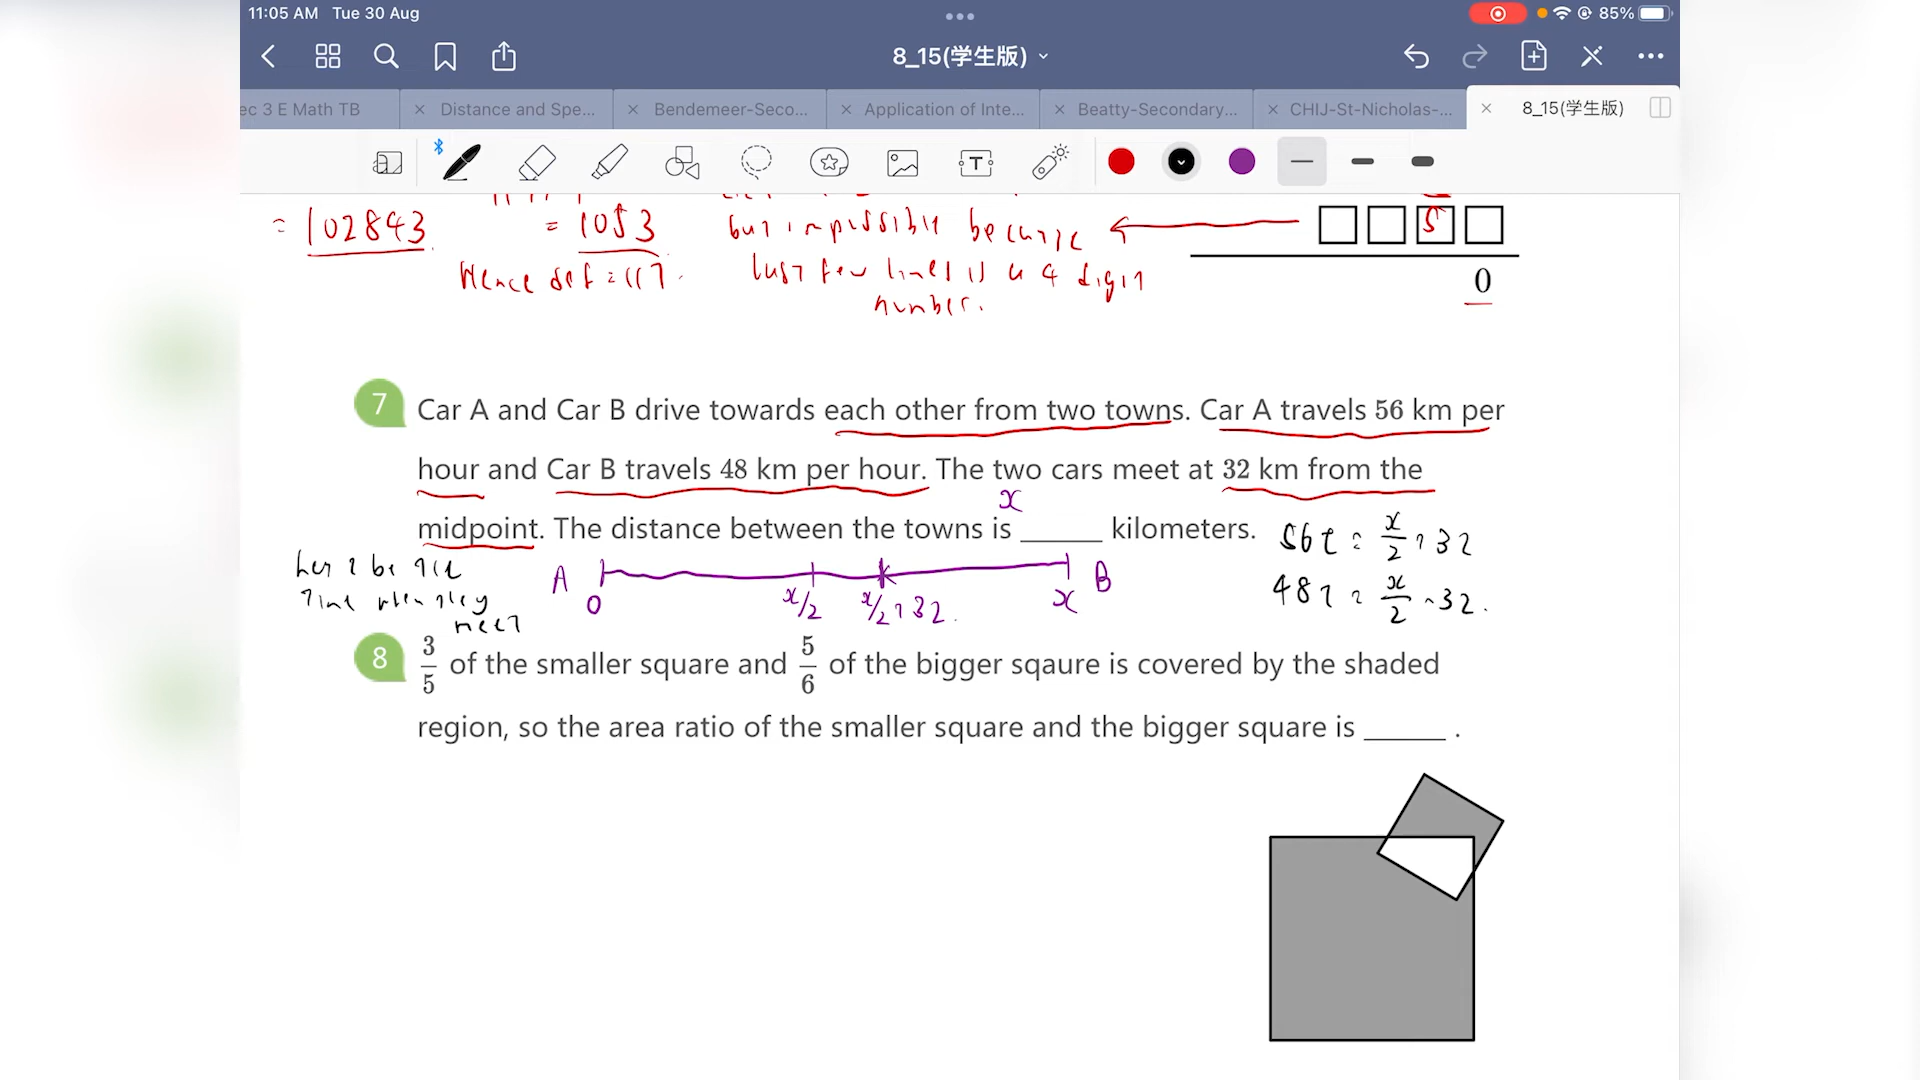 11:05 AM Tue 30 Aug
85%
8_15(学生版)
ec 3 E Math TB
Distance and Spe...
Bendemeer-Seco...
Application of Inte...
Beatty-Secondary...
CHIJ-St-Nicholas-...
8_15(学生版)
= 102843
= 1053
Hence def = 117.
but impossible because
last few lines is a 4 digit
number.
5
0
7
Car A and Car B drive towards each other from two towns. Car A travels 56 km per
hour and Car B travels 48 km per hour. The two cars meet at 32 km from the
x
midpoint. The distance between the towns is ______ kilometers.
56t = x/2 + 32
48t = x/2 - 32.
Let t be the
time when they
meet
A
B
0
x/2
x/2 + 32.
x
8
3/5 of the smaller square and 5/6 of the bigger sqaure is covered by the shaded
region, so the area ratio of the smaller square and the bigger square is ______ .